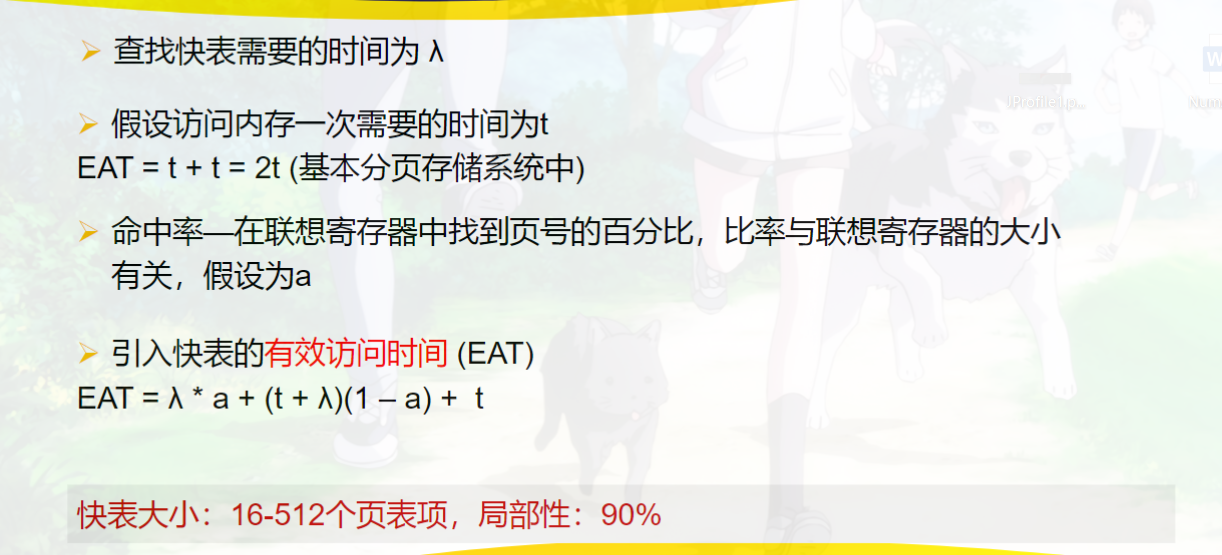 查找快表需要的时间为 λ
假设访问内存一次需要的时间为t
EAT = t + t = 2t (基本分页存储系统中)
命中率—在联想寄存器中找到页号的百分比，比率与联想寄存器的大小
有关，假设为a
引入快表的有效访问时间 (EAT)
EAT = λ * a + (t + λ)(1 – a) + t
快表大小：16-512个页表项，局部性：90%